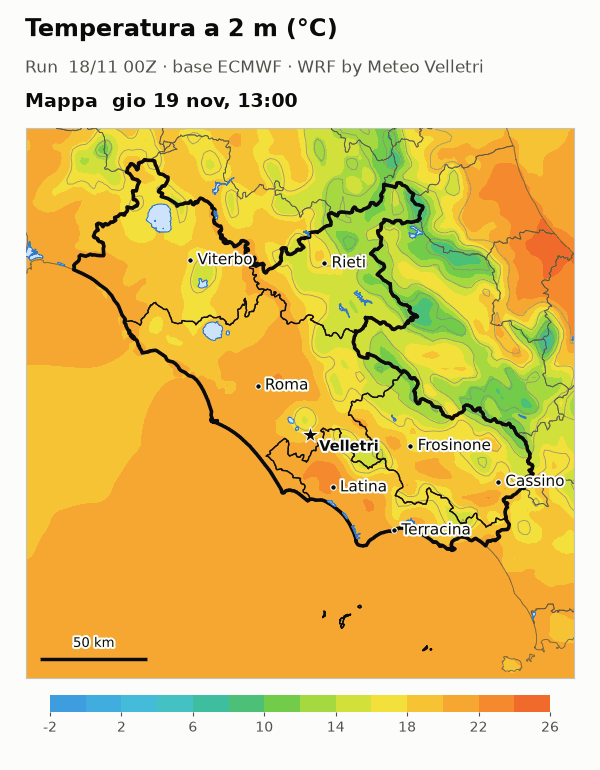 Temperatura a 2 m (°C)
Run 18/11 00Z · base ECMWF · WRF by Meteo Velletri
Mappa gio 19 nov, 13:00
Viterbo
Rieti
Roma
Velletri
Frosinone
Latina
Cassino
Terracina
50 km
-2 2 6 10 14 18 22 26